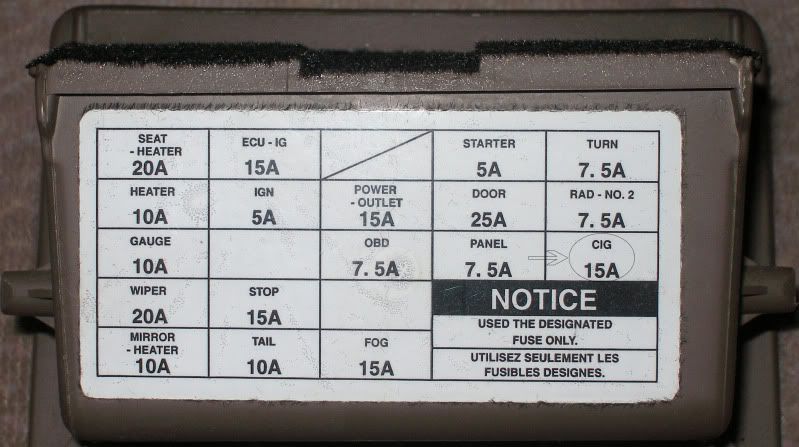 SEAT
- HEATER
20A
ECU - IG
15A
STARTER
5A
TURN
7. 5A
HEATER
10A
IGN
5A
POWER
- OUTLET
15A
DOOR
25A
RAD - NO. 2
7. 5A
GAUGE
10A
OBD
7. 5A
PANEL
7. 5A
CIG
15A
WIPER
20A
STOP
15A
MIRROR
- HEATER
10A
TAIL
10A
FOG
15A
NOTICE
USED THE DESIGNATED
FUSE ONLY.
UTILISEZ SEULEMENT LES
FUSIBLES DESIGNES.